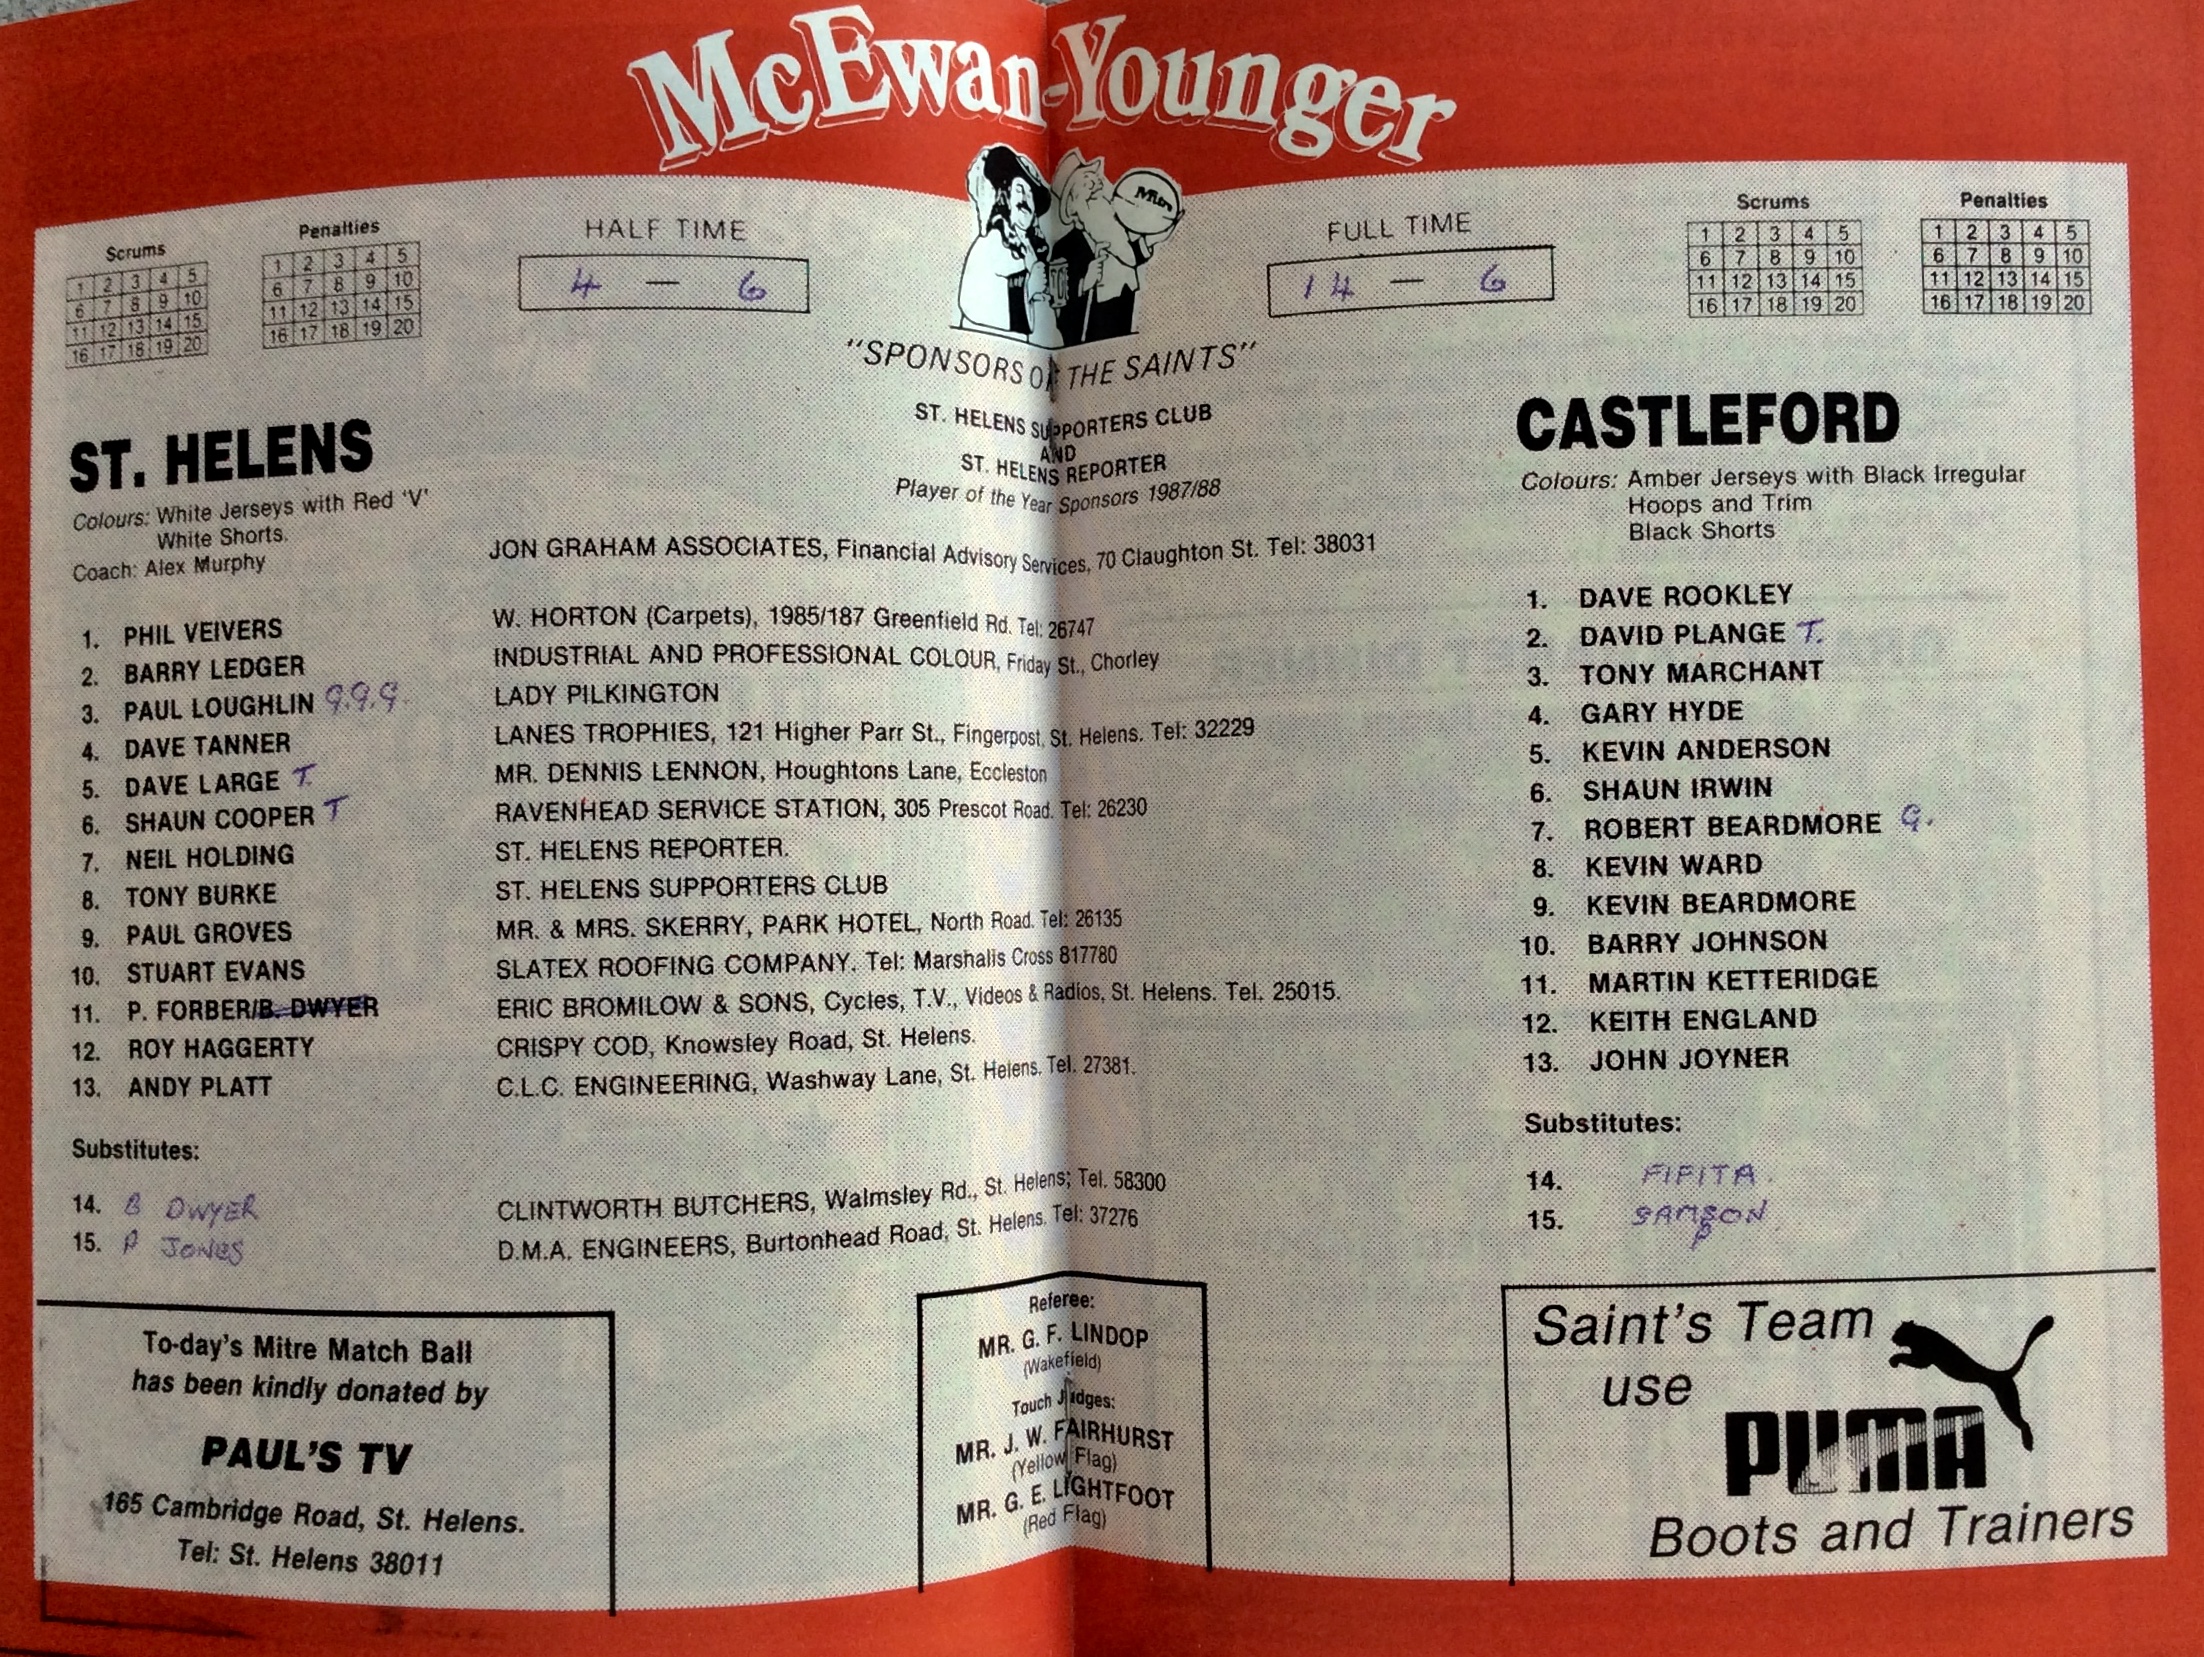 McEwan-Younger
Mitre
Scrums
1 2 3 4 5
6 7 8 9 10
11 12 13 14 15
16 17 18 19 20
Penalties
1 2 3 4 5
6 7 8 9 10
11 12 13 14 15
16 17 18 19 20
HALF TIME
4 — 6
FULL TIME
14 — 6
Scrums
1 2 3 4 5
6 7 8 9 10
11 12 13 14 15
16 17 18 19 20
Penalties
1 2 3 4 5
6 7 8 9 10
11 12 13 14 15
16 17 18 19 20
"SPONSORS OF THE SAINTS"
ST. HELENS SUPPORTERS CLUB
AND
ST. HELENS REPORTER
Player of the Year Sponsors 1987/88
ST. HELENS
Colours: White Jerseys with Red 'V'
White Shorts.
Coach: Alex Murphy
JON GRAHAM ASSOCIATES, Financial Advisory Services, 70 Claughton St. Tel: 38031
1. PHIL VEIVERS W. HORTON (Carpets), 1985/187 Greenfield Rd. Tel: 26747
2. BARRY LEDGER INDUSTRIAL AND PROFESSIONAL COLOUR, Friday St., Chorley
3. PAUL LOUGHLIN G.G.G. LADY PILKINGTON
4. DAVE TANNER LANES TROPHIES, 121 Higher Parr St., Fingerpost, St. Helens. Tel: 32229
5. DAVE LARGE T. MR. DENNIS LENNON, Houghtons Lane, Eccleston
6. SHAUN COOPER T RAVENHEAD SERVICE STATION, 305 Prescot Road. Tel: 26230
7. NEIL HOLDING ST. HELENS REPORTER.
8. TONY BURKE ST. HELENS SUPPORTERS CLUB
9. PAUL GROVES MR. & MRS. SKERRY, PARK HOTEL, North Road. Tel: 26135
10. STUART EVANS SLATEX ROOFING COMPANY. Tel: Marshalls Cross 817780
11. P. FORBER/B. DWYER ERIC BROMILOW & SONS, Cycles, T.V., Videos & Radios, St. Helens. Tel. 25015.
12. ROY HAGGERTY CRISPY COD, Knowsley Road, St. Helens.
13. ANDY PLATT C.L.C. ENGINEERING, Washway Lane, St. Helens. Tel. 27381.
Substitutes:
14. B DWYER CLINTWORTH BUTCHERS, Walmsley Rd., St. Helens; Tel. 58300
15. P JONES D.M.A. ENGINEERS, Burtonhead Road, St. Helens. Tel: 37276
CASTLEFORD
Colours: Amber Jerseys with Black Irregular
Hoops and Trim
Black Shorts
1. DAVE ROOKLEY
2. DAVID PLANGE T.
3. TONY MARCHANT
4. GARY HYDE
5. KEVIN ANDERSON
6. SHAUN IRWIN
7. ROBERT BEARDMORE G.
8. KEVIN WARD
9. KEVIN BEARDMORE
10. BARRY JOHNSON
11. MARTIN KETTERIDGE
12. KEITH ENGLAND
13. JOHN JOYNER
Substitutes:
14. FIFITA.
15. SAMPSON
To-day's Mitre Match Ball
has been kindly donated by
PAUL'S TV
165 Cambridge Road, St. Helens.
Tel: St. Helens 38011
Referee:
MR. G. F. LINDOP
(Wakefield)
Touch Judges:
MR. J. W. FAIRHURST
(Yellow Flag)
MR. G. E. LIGHTFOOT
(Red Flag)
Saint's Team
use
PUMA
Boots and Trainers